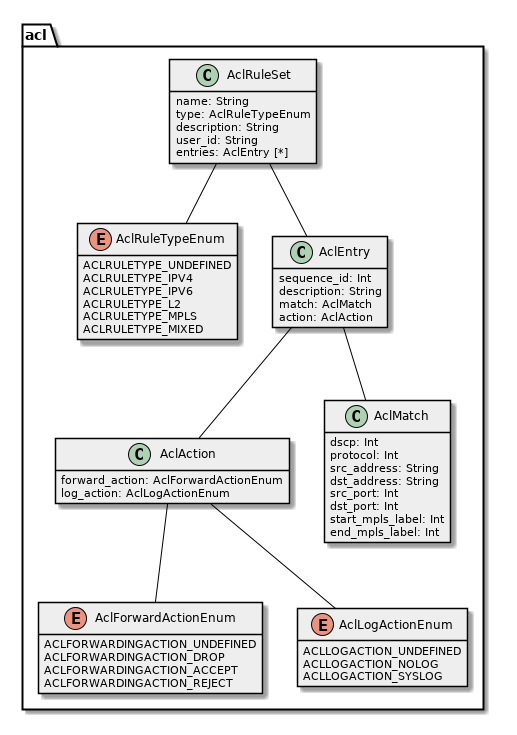 acl
C AclRuleSet
name: String
type: AclRuleTypeEnum
description: String
user_id: String
entries: AclEntry [*]
E AclRuleTypeEnum
ACLRULETYPE_UNDEFINED
ACLRULETYPE_IPV4
ACLRULETYPE_IPV6
ACLRULETYPE_L2
ACLRULETYPE_MPLS
ACLRULETYPE_MIXED
C AclEntry
sequence_id: Int
description: String
match: AclMatch
action: AclAction
C AclAction
forward_action: AclForwardActionEnum
log_action: AclLogActionEnum
C AclMatch
dscp: Int
protocol: Int
src_address: String
dst_address: String
src_port: Int
dst_port: Int
start_mpls_label: Int
end_mpls_label: Int
E AclForwardActionEnum
ACLFORWARDINGACTION_UNDEFINED
ACLFORWARDINGACTION_DROP
ACLFORWARDINGACTION_ACCEPT
ACLFORWARDINGACTION_REJECT
E AclLogActionEnum
ACLLOGACTION_UNDEFINED
ACLLOGACTION_NOLOG
ACLLOGACTION_SYSLOG